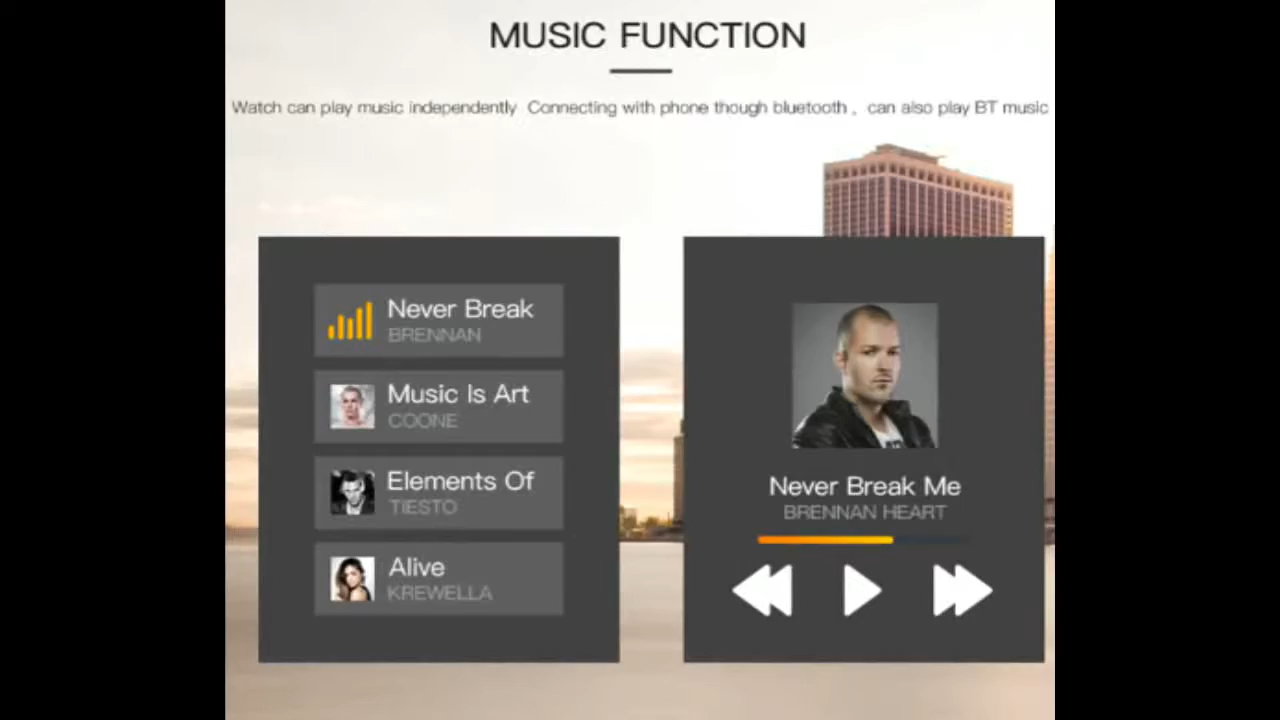 MUSIC FUNCTION
Watch can play music independently Connecting with phone though bluetooth , can also play BT music
Never Break
BRENNAN
Music Is Art
COONE
Elements Of
TIESTO
Alive
KREWELLA
Never Break Me
BRENNAN HEART